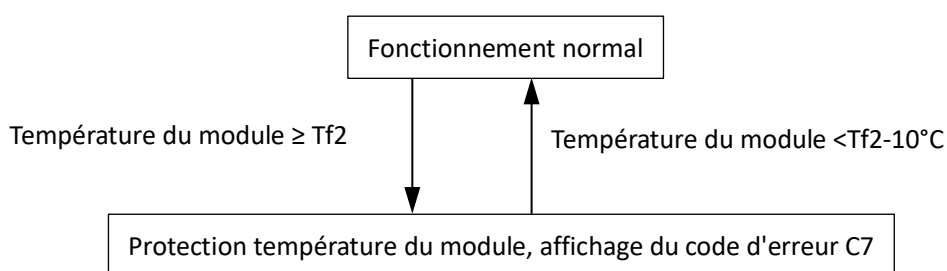 Fonctionnement normal
Température du module ≥ Tf2
Température du module <Tf2-10°C
Protection température du module, affichage du code d'erreur C7